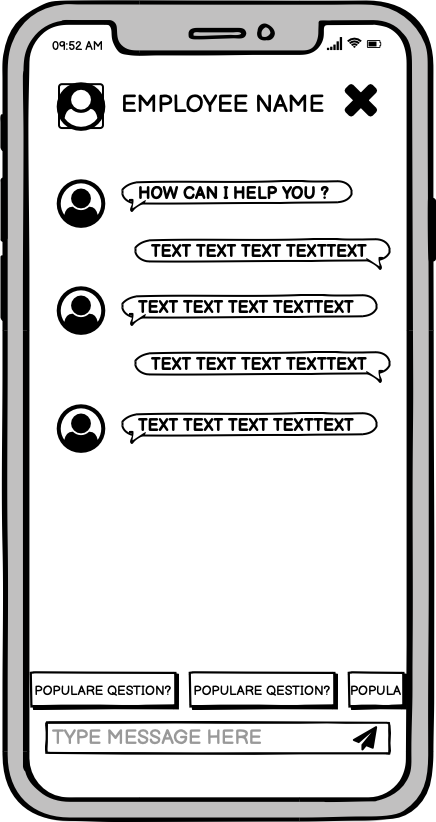 09:52 AM
EMPLOYEE NAME
HOW CAN I HELP YOU ?
TEXT TEXT TEXT TEXTTEXT
TEXT TEXT TEXT TEXTTEXT
TEXT TEXT TEXT TEXTTEXT
TEXT TEXT TEXT TEXTTEXT
POPULARE QESTION? POPULARE QESTION? POPULA
TYPE MESSAGE HERE